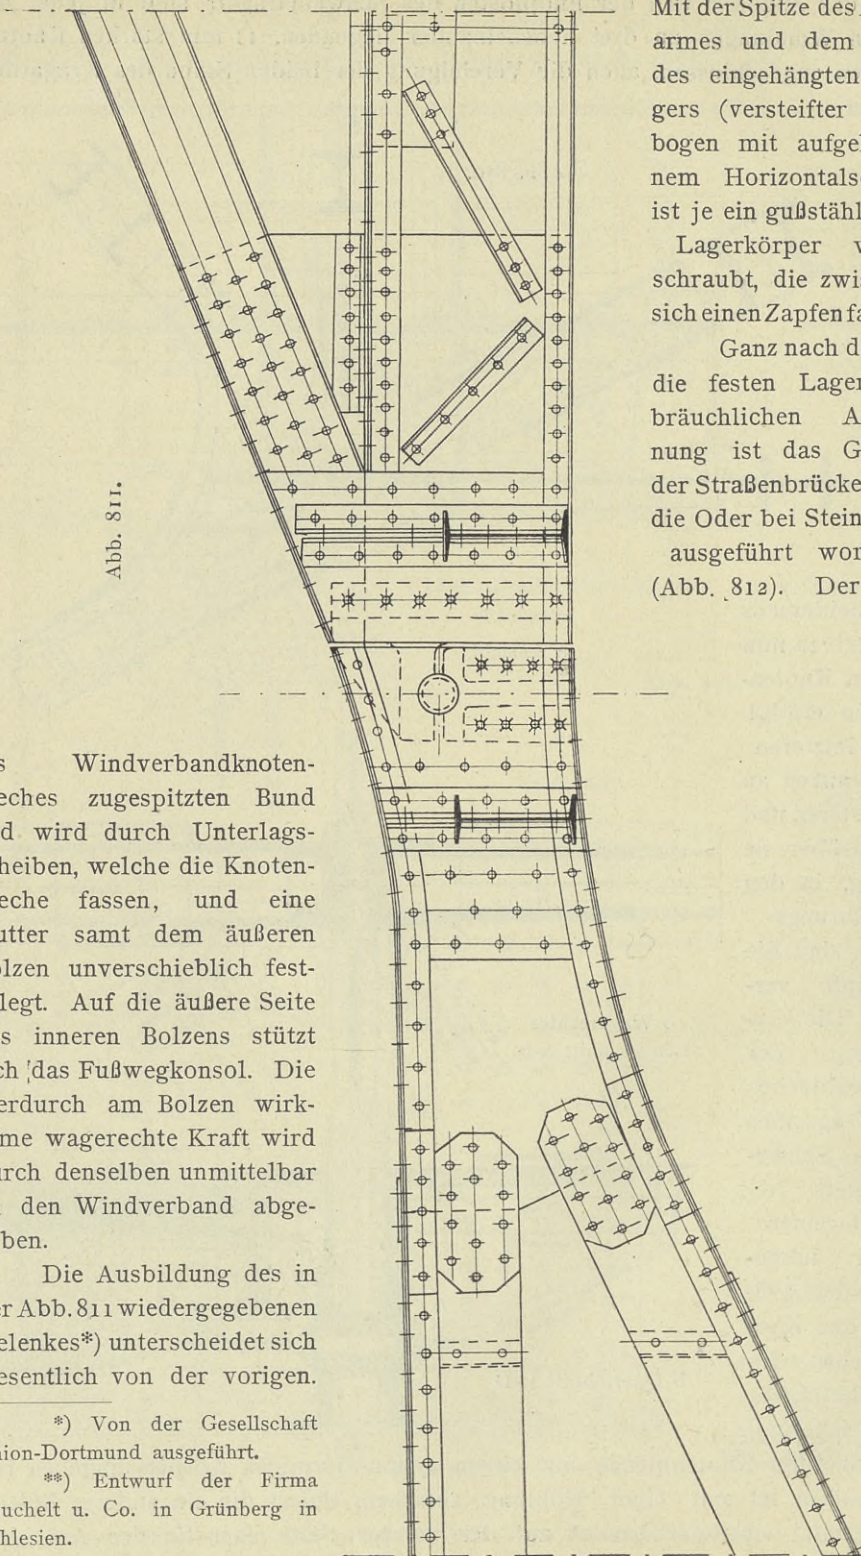 Mit der Spitze des
armes und dem
des eingehängten
gers (versteifter
bogen mit aufge
nem Horizontals
ist je ein gußstähl
Lagerkörper v
schraubt, die zwi
sich einen Zapfen fa
Ganz nach d
die festen Lager
bräuchlichen A
nung ist das G
der Straßenbrücke
die Oder bei Stein
ausgeführt wor
(Abb. 812). Der
Abb. 811.
s Windverbandknoten-
eches zugespitzten Bund
d wird durch Unterlags-
heiben, welche die Knoten-
eche fassen, und eine
utter samt dem äußeren
olzen unverschieblich fest-
legt. Auf die äußere Seite
s inneren Bolzens stützt
ch das Fußwegkonsol. Die
erdurch am Bolzen wirk-
me wagerechte Kraft wird
urch denselben unmittelbar
den Windverband abge-
ben.
Die Ausbildung des in
er Abb. 811 wiedergegebenen
elenkes*) unterscheidet sich
esentlich von der vorigen.
*) Von der Gesellschaft
nion-Dortmund ausgeführt.
**) Entwurf der Firma
uchelt u. Co. in Grünberg in
hlesien.